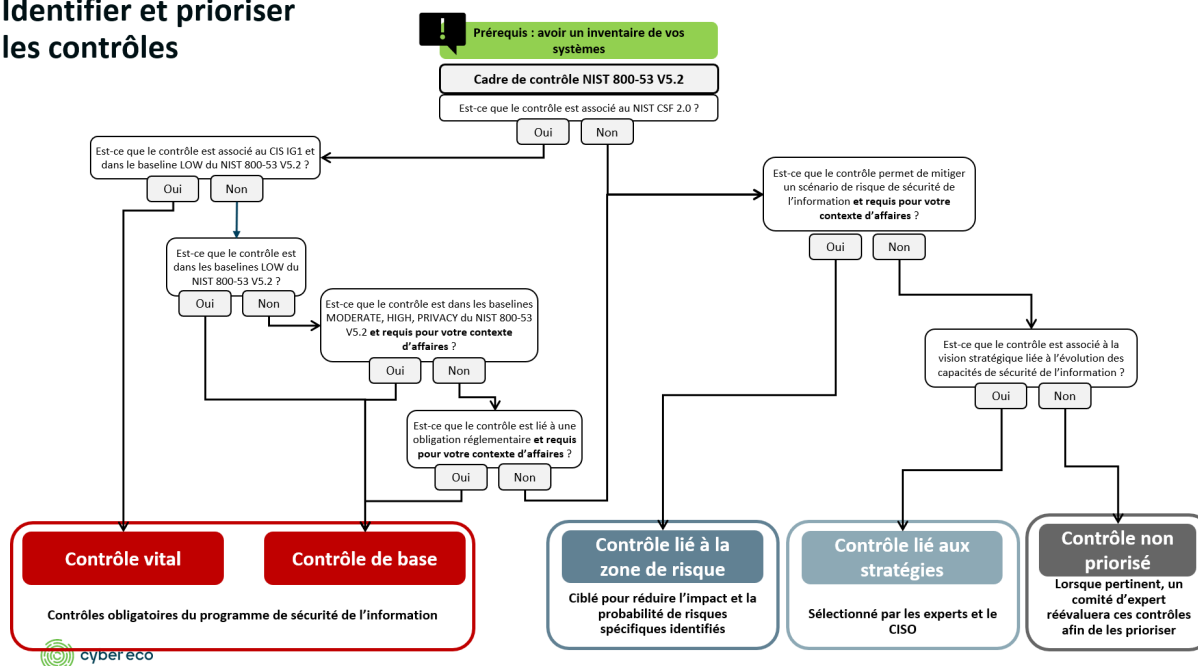 Identifier et prioriser
les contrôles
!
Prérequis : avoir un inventaire de vos
systèmes
Cadre de contrôle NIST 800-53 V5.2
Est-ce que le contrôle est associé au NIST CSF 2.0 ?
Oui
Non
Est-ce que le contrôle est associé au CIS IG1 et
dans le baseline LOW du NIST 800-53 V5.2 ?
Oui
Non
Est-ce que le contrôle permet de mitiger
un scénario de risque de sécurité de
l’information et requis pour votre
contexte d’affaires ?
Oui
Non
Est-ce que le contrôle est
dans les baselines LOW du
NIST 800-53 V5.2 ?
Oui
Non
Est-ce que le contrôle est dans les baselines
MODERATE, HIGH, PRIVACY du NIST 800-53
V5.2 et requis pour votre contexte
d’affaires ?
Oui
Non
Est-ce que le contrôle est associé à la
vision stratégique liée à l’évolution des
capacités de sécurité de l’information ?
Oui
Non
Est-ce que le contrôle est lié à une
obligation réglementaire et requis
pour votre contexte d’affaires ?
Oui
Non
Contrôle vital
Contrôle de base
Contrôles obligatoires du programme de sécurité de l’information
Contrôle lié à la
zone de risque
Ciblé pour réduire l’impact et la
probabilité de risques
spécifiques identifiés
Contrôle lié aux
stratégies
Sélectionné par les experts et le
CISO
Contrôle non
priorisé
Lorsque pertinent, un
comité d’expert
réévaluera ces contrôles
afin de les prioriser
cybereco